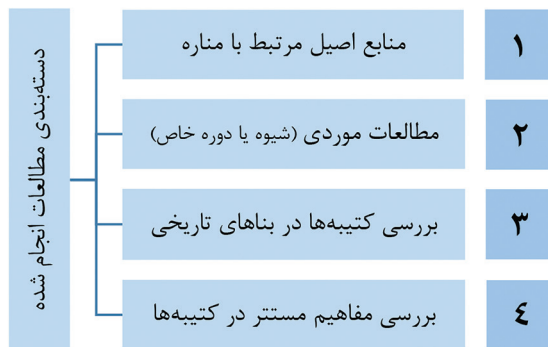 دسته‌بندی مطالعات انجام شده
۱ منابع اصیل مرتبط با مناره
۲ مطالعات موردی (شیوه یا دوره خاص)
۳ بررسی کتیبه‌ها در بناهای تاریخی
٤ بررسی مفاهیم مستتر در کتیبه‌ها